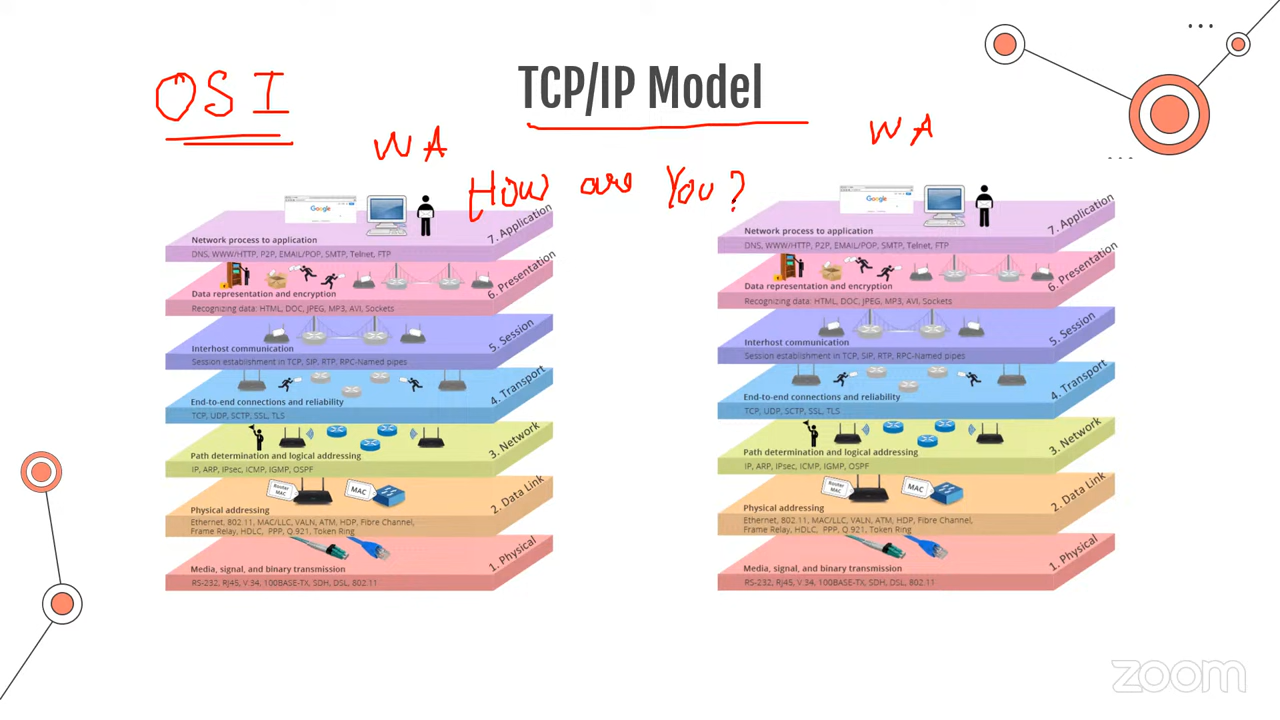 OSI
TCP/IP Model
WA
WA
How are You?
Google
7. Application
Network process to application
DNS, WWW/HTTP, P2P, EMAIL/POP, SMTP, Telnet, FTP
6. Presentation
Data representation and encryption
Recognizing data: HTML, DOC, JPEG, MP3, AVI, Sockets
5. Session
Interhost communication
Session establishment in TCP, SIP, RTP, RPC-Named pipes
4. Transport
End-to-end connections and reliability
TCP, UDP, SCTP, SSL, TLS
3. Network
Path determination and logical addressing
IP, ARP, IPsec, ICMP, IGMP, OSPF
2. Data Link
Router
MAC
MAC
Physical addressing
Ethernet, 802.11, MAC/LLC, VALN, ATM, HDP, Fibre Channel,
Frame Relay, HDLC, PPP, Q.921, Token Ring
1. Physical
Media, signal, and binary transmission
RS-232, RJ45, V.34, 100BASE-TX, SDH, DSL, 802.11
Google
7. Application
Network process to application
DNS, WWW/HTTP, P2P, EMAIL/POP, SMTP, Telnet, FTP
6. Presentation
Data representation and encryption
Recognizing data: HTML, DOC, JPEG, MP3, AVI, Sockets
5. Session
Interhost communication
Session establishment in TCP, SIP, RTP, RPC-Named pipes
4. Transport
End-to-end connections and reliability
TCP, UDP, SCTP, SSL, TLS
3. Network
Path determination and logical addressing
IP, ARP, IPsec, ICMP, IGMP, OSPF
2. Data Link
Router
MAC
MAC
Physical addressing
Ethernet, 802.11, MAC/LLC, VALN, ATM, HDP, Fibre Channel,
Frame Relay, HDLC, PPP, Q.921, Token Ring
1. Physical
Media, signal, and binary transmission
RS-232, RJ45, V.34, 100BASE-TX, SDH, DSL, 802.11
zoom